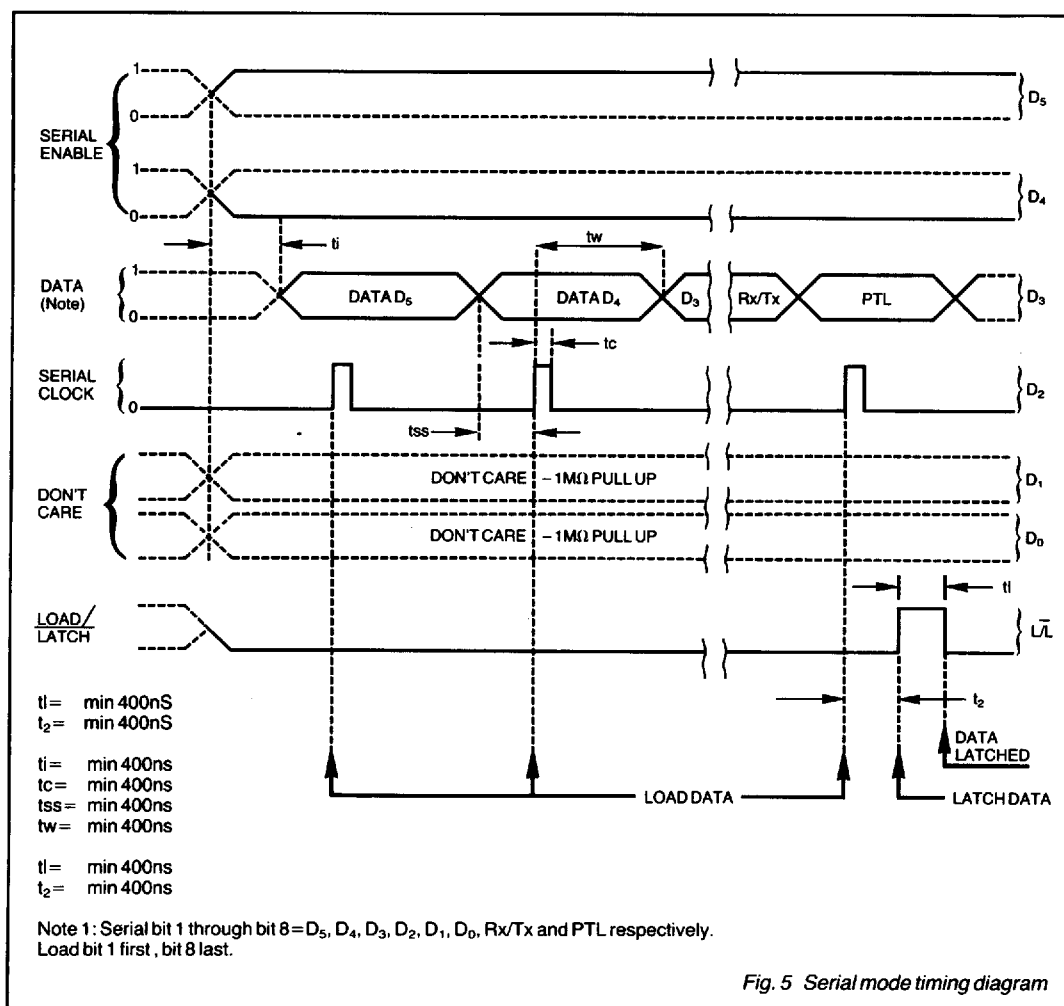 1
0
SERIAL
ENABLE
1
0
D5
D4
ti
tw
DATA
(Note)
1
0
DATA D5
DATA D4
D3
Rx/Tx
PTL
D3
tc
SERIAL
CLOCK
0
D2
tss
DON'T
CARE
DON'T CARE – 1MΩ PULL UP
D1
DON'T CARE – 1MΩ PULL UP
D0
tl
LOAD/
LATCH
L/L̅
t2
tl= min 400nS
t2= min 400nS
ti= min 400ns
tc= min 400ns
tss= min 400ns
tw= min 400ns
tl= min 400ns
t2= min 400ns
DATA
LATCHED
LOAD DATA
LATCH DATA
Note 1: Serial bit 1 through bit 8=D5, D4, D3, D2, D1, D0, Rx/Tx and PTL respectively.
Load bit 1 first, bit 8 last.
Fig. 5 Serial mode timing diagram